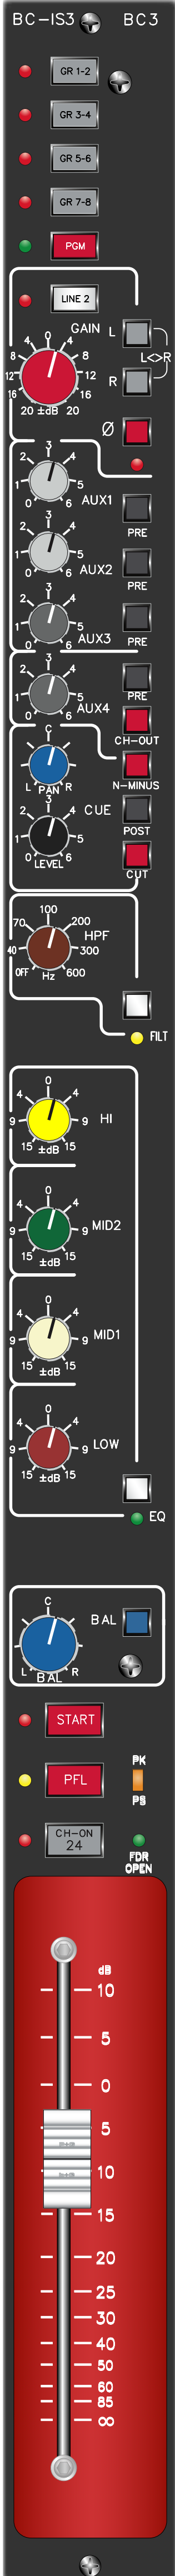 BC-IS3 BC3
GR 1-2
GR 3-4
GR 5-6
GR 7-8
PGM
LINE 2
GAIN L
L<>R
R
0
4 4
8 8
12 12
16 16
20 ±dB 20
Ø
3
2 4
1 5
0 6
AUX1
PRE
3
2 4
1 5
0 6
AUX2
PRE
3
2 4
1 5
0 6
AUX3
PRE
3
2 4
1 5
0 6
AUX4
PRE
CH-OUT
C
L PAN R
N-MINUS
3
2 4
1 5
0 6
LEVEL
CUE
POST
CUT
100
70 200
40 300
OFF Hz 600
HPF
FILT
0
4 4
9 9
15 15
±dB
HI
0
4 4
9 9
15 15
±dB
MID2
0
4 4
9 9
15 15
±dB
MID1
0
4 4
9 9
15 15
±dB
LOW
EQ
C
L R
BAL
BAL
START
PFL
PK
PS
CH-ON
24
FDR
OPEN
dB
10
5
0
5
10
15
20
25
30
40
50
60
85
∞